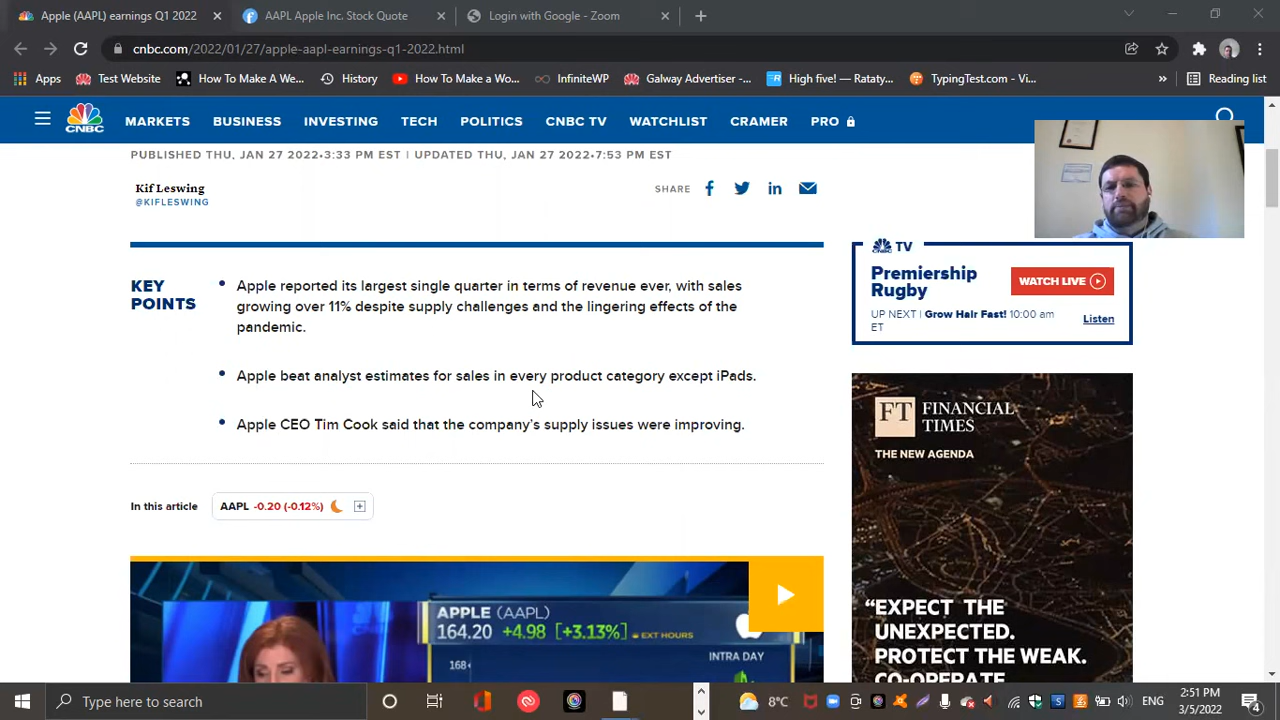 Apple (AAPL) earnings Q1 2022
AAPL Apple Inc. Stock Quote
Login with Google - Zoom
cnbc.com/2022/01/27/apple-aapl-earnings-q1-2022.html
Apps
Test Website
How To Make A We...
History
How To Make a Wo...
InfiniteWP
Galway Advertiser -...
High five! — Rataty...
TypingTest.com - Vi...
»
Reading list
CNBC
MARKETS
BUSINESS
INVESTING
TECH
POLITICS
CNBC TV
WATCHLIST
CRAMER
PRO
PUBLISHED THU, JAN 27 2022•3:33 PM EST | UPDATED THU, JAN 27 2022•7:53 PM EST
Kif Leswing
@KIFLESWING
SHARE
KEY
POINTS
Apple reported its largest single quarter in terms of revenue ever, with sales
growing over 11% despite supply challenges and the lingering effects of the
pandemic.
Apple beat analyst estimates for sales in every product category except iPads.
Apple CEO Tim Cook said that the company's supply issues were improving.
In this article
AAPL -0.20 (-0.12%)
TV
Premiership
Rugby
WATCH LIVE
UP NEXT | Grow Hair Fast! 10:00 am
ET
Listen
FT FINANCIAL
TIMES
THE NEW AGENDA
"EXPECT THE
UNEXPECTED.
PROTECT THE WEAK.
CO-OPERATE
APPLE (AAPL)
164.20 +4.98 [+3.13%] EXT HOURS
INTRA DAY
168
Type here to search
8°C
ENG
2:51 PM
3/5/2022
4